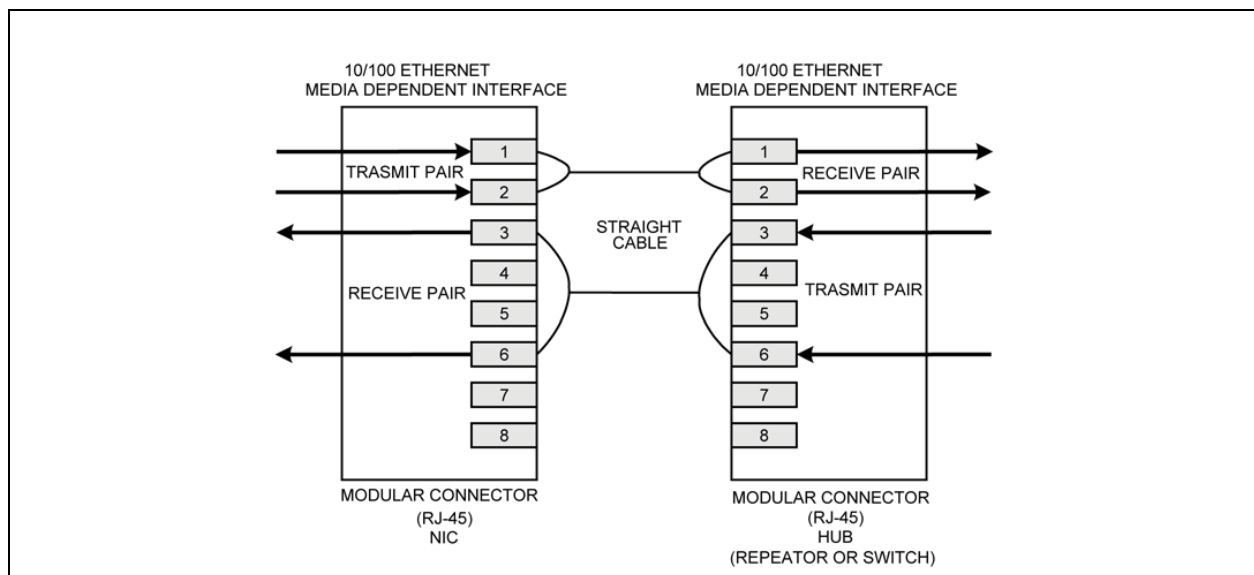 10/100 ETHERNET
MEDIA DEPENDENT INTERFACE
10/100 ETHERNET
MEDIA DEPENDENT INTERFACE
1
TRASMIT PAIR
2
3
4
RECEIVE PAIR
5
6
7
8
STRAIGHT
CABLE
1
RECEIVE PAIR
2
3
4
TRASMIT PAIR
5
6
7
8
MODULAR CONNECTOR
(RJ-45)
NIC
MODULAR CONNECTOR
(RJ-45)
HUB
(REPEATOR OR SWITCH)